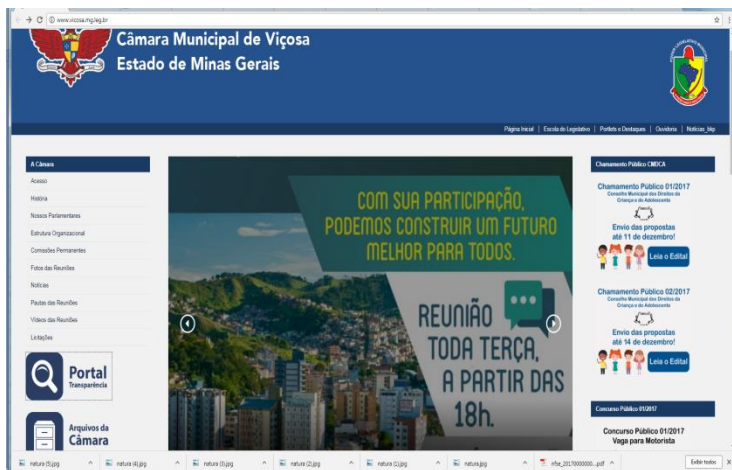 www.vicosa.mg.leg.br
Câmara Municipal de Viçosa
Estado de Minas Gerais
Página Inicial | Escola do Legislativo | Portlets e Destaques | Ouvidoria | Notícias_bkp
A Câmara
Acesso
História
Nossos Parlamentares
Estrutura Organizacional
Comissões Permanentes
Fotos das Reuniões
Notícias
Pautas das Reuniões
Vídeos das Reuniões
Licitações
Portal
Transparência
Arquivos da
Câmara
COM SUA PARTICIPAÇÃO,
PODEMOS CONSTRUIR UM FUTURO
MELHOR PARA TODOS.
REUNIÃO
TODA TERÇA,
A PARTIR DAS
18h.
Chamamento Público CMDCA
Chamamento Público 01/2017
Conselho Municipal dos Direitos da
Criança e do Adolescente
Envio das propostas
até 11 de dezembro!
Leia o Edital
Chamamento Público 02/2017
Conselho Municipal dos Direitos da
Criança e do Adolescente
Envio das propostas
até 14 de dezembro!
Leia o Edital
Concurso Público 01/2017
Concurso Público 01/2017
Vaga para Motorista
natura (5).jpg
natura (4).jpg
natura (3).jpg
natura (2).jpg
natura (1).jpg
natura.jpg
Exibir todos